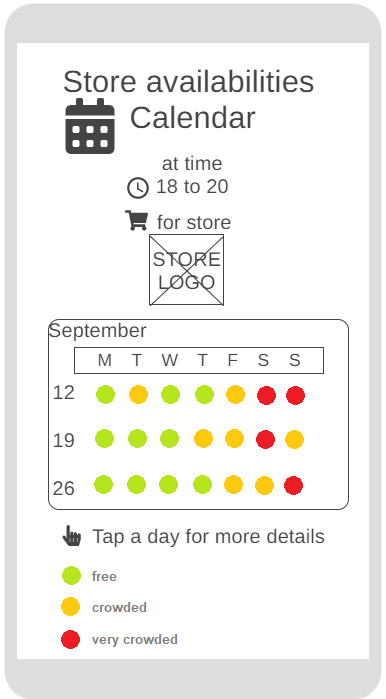 Store availabilities
Calendar
at time
18 to 20
for store
STORE
LOGO
September
M T W T F S S
12
19
26
Tap a day for more details
free
crowded
very crowded